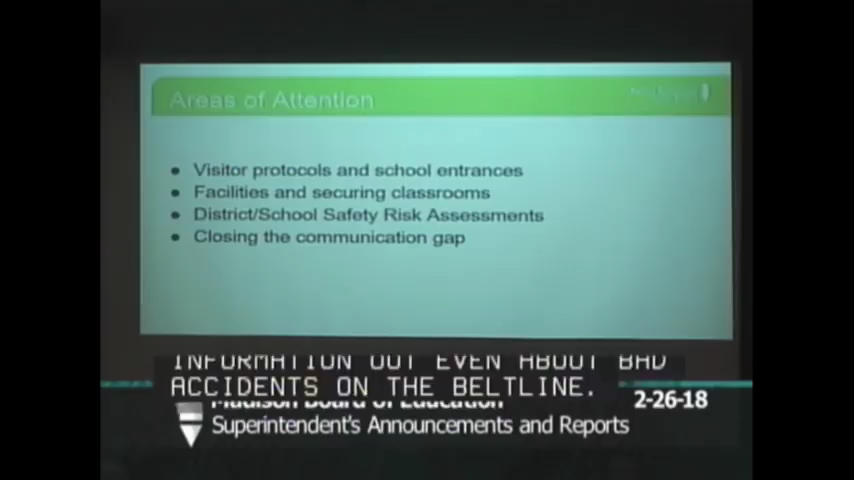 Areas of Attention
• Visitor protocols and school entrances
• Facilities and securing classrooms
• District/School Safety Risk Assessments
• Closing the communication gap
INFORMATION OUT EVEN ABOUT BAD
ACCIDENTS ON THE BELTLINE.
Madison Board of Education
2-26-18
Superintendent's Announcements and Reports